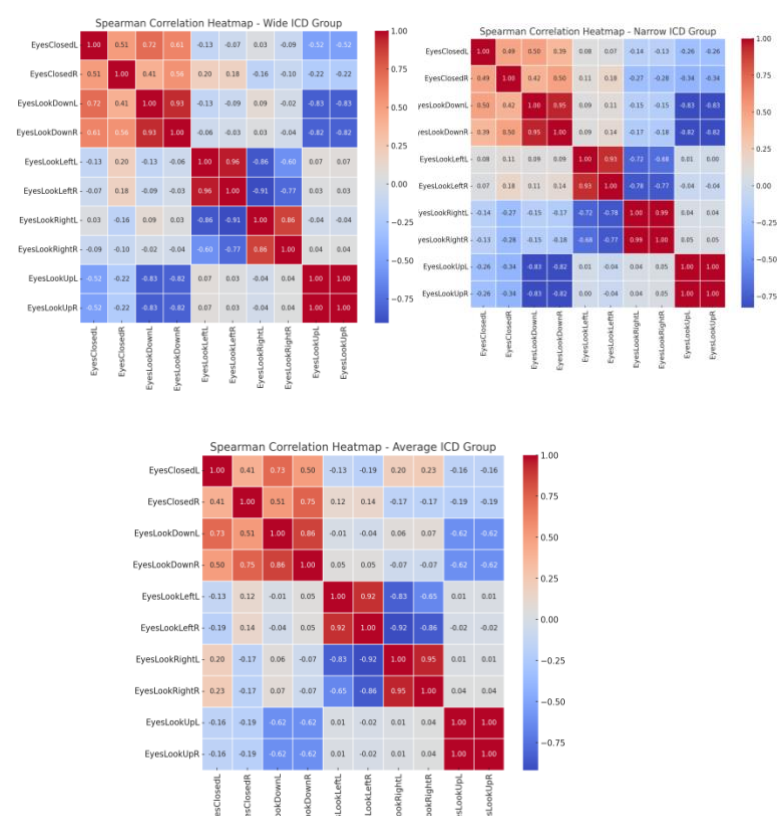 Spearman Correlation Heatmap - Wide ICD Group
EyesClosedL 1.00 0.51 0.72 0.61 -0.13 -0.07 0.03 -0.09 -0.52 -0.52
EyesClosedR 0.51 1.00 0.41 0.56 0.20 0.18 -0.16 -0.10 -0.22 -0.22
EyesLookDownL 0.72 0.41 1.00 0.93 -0.13 -0.09 0.09 -0.02 -0.83 -0.83
EyesLookDownR 0.61 0.56 0.93 1.00 -0.06 -0.03 0.03 -0.04 -0.82 -0.82
EyesLookLeftL -0.13 0.20 -0.13 -0.06 1.00 0.96 -0.86 -0.60 0.07 0.07
EyesLookLeftR -0.07 0.18 -0.09 -0.03 0.96 1.00 -0.91 -0.77 0.03 0.03
EyesLookRightL 0.03 -0.16 0.09 0.03 -0.86 -0.91 1.00 0.86 -0.04 -0.04
EyesLookRightR -0.09 -0.10 -0.02 -0.04 -0.60 -0.77 0.86 1.00 0.04 0.04
EyesLookUpL -0.52 -0.22 -0.83 -0.82 0.07 0.03 -0.04 0.04 1.00 1.00
EyesLookUpR -0.52 -0.22 -0.83 -0.82 0.07 0.03 -0.04 0.04 1.00 1.00
EyesClosedL
EyesClosedR
EyesLookDownL
EyesLookDownR
EyesLookLeftL
EyesLookLeftR
EyesLookRightL
EyesLookRightR
EyesLookUpL
EyesLookUpR
1.00
0.75
0.50
0.25
0.00
−0.25
−0.50
−0.75
Spearman Correlation Heatmap - Narrow ICD Group
EyesClosedL 1.00 0.49 0.50 0.39 0.08 0.07 -0.14 -0.13 -0.26 -0.26
EyesClosedR 0.49 1.00 0.42 0.50 0.11 0.18 -0.27 -0.28 -0.34 -0.34
yesLookDownL 0.50 0.42 1.00 0.95 0.09 0.11 -0.15 -0.15 -0.83 -0.83
yesLookDownR 0.39 0.50 0.95 1.00 0.09 0.14 -0.17 -0.18 -0.82 -0.82
EyesLookLeftL 0.08 0.11 0.09 0.09 1.00 0.93 -0.72 -0.68 0.01 0.00
EyesLookLeftR 0.07 0.18 0.11 0.14 0.93 1.00 -0.78 -0.77 -0.04 -0.04
yesLookRightL -0.14 -0.27 -0.15 -0.17 -0.72 -0.78 1.00 0.99 0.04 0.04
yesLookRightR -0.13 -0.28 -0.15 -0.18 -0.68 -0.77 0.99 1.00 0.05 0.05
EyesLookUpL -0.26 -0.34 -0.83 -0.82 0.01 -0.04 0.04 0.05 1.00 1.00
EyesLookUpR -0.26 -0.34 -0.83 -0.82 0.00 -0.04 0.04 0.05 1.00 1.00
EyesClosedL
EyesClosedR
EyesLookDownL
EyesLookDownR
EyesLookLeftL
EyesLookLeftR
EyesLookRightL
EyesLookRightR
EyesLookUpL
EyesLookUpR
1.00
0.75
0.50
0.25
0.00
−0.25
−0.50
−0.75
Spearman Correlation Heatmap - Average ICD Group
EyesClosedL 1.00 0.41 0.73 0.50 -0.13 -0.19 0.20 0.23 -0.16 -0.16
EyesClosedR 0.41 1.00 0.51 0.75 0.12 0.14 -0.17 -0.17 -0.19 -0.19
EyesLookDownL 0.73 0.51 1.00 0.86 -0.01 -0.04 0.06 0.07 -0.62 -0.62
EyesLookDownR 0.50 0.75 0.86 1.00 0.05 0.05 -0.07 -0.07 -0.62 -0.62
EyesLookLeftL -0.13 0.12 -0.01 0.05 1.00 0.92 -0.83 -0.65 0.01 0.01
EyesLookLeftR -0.19 0.14 -0.04 0.05 0.92 1.00 -0.92 -0.86 -0.02 -0.02
EyesLookRightL 0.20 -0.17 0.06 -0.07 -0.83 -0.92 1.00 0.95 0.01 0.01
EyesLookRightR 0.23 -0.17 0.07 -0.07 -0.65 -0.86 0.95 1.00 0.04 0.04
EyesLookUpL -0.16 -0.19 -0.62 -0.62 0.01 -0.02 0.01 0.04 1.00 1.00
EyesLookUpR -0.16 -0.19 -0.62 -0.62 0.01 -0.02 0.01 0.04 1.00 1.00
yesClosedL
esClosedR
ookDownL
ookDownR
sLookLeftL
sLookLeftR
ookRightL
ookRightR
esLookUpL
esLookUpR
1.00
0.75
0.50
0.25
0.00
−0.25
−0.50
−0.75